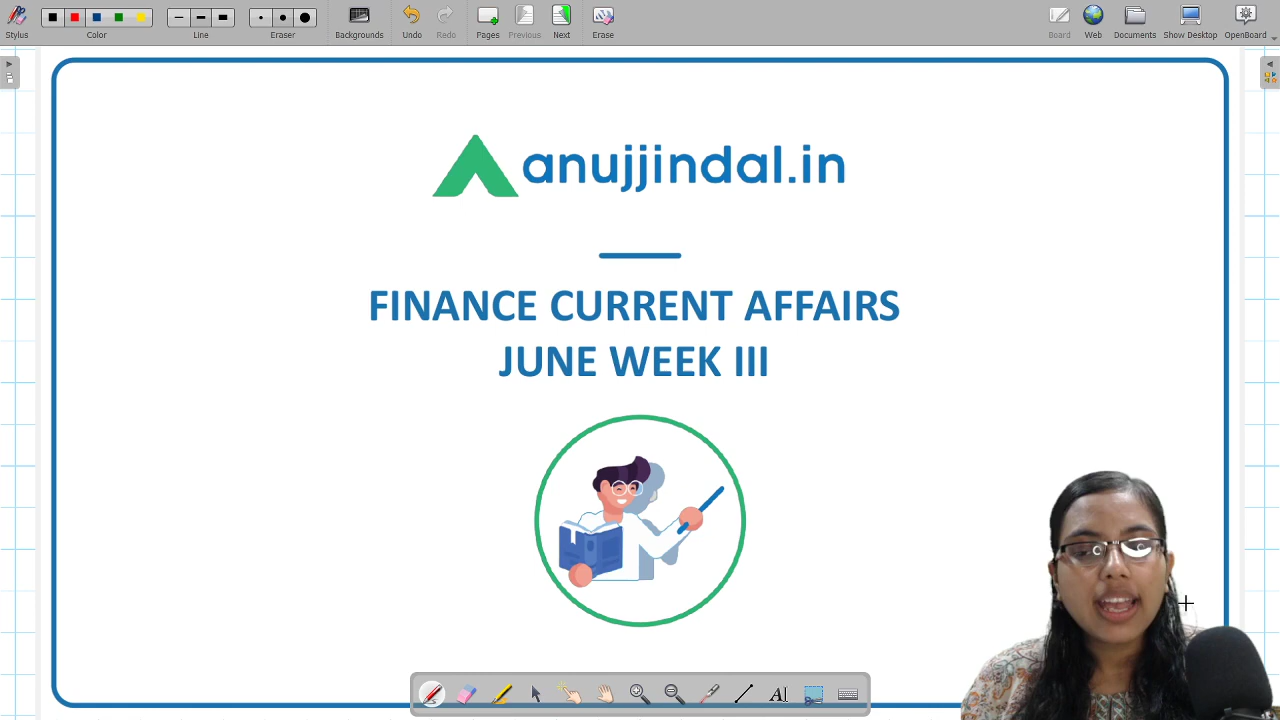 Stylus
Color
Line
Eraser
Backgrounds
Undo
Redo
Pages
Previous
Next
Erase
Board
Web
Documents
Show Desktop
OpenBoard
anujjindal.in
FINANCE CURRENT AFFAIRS
JUNE WEEK III